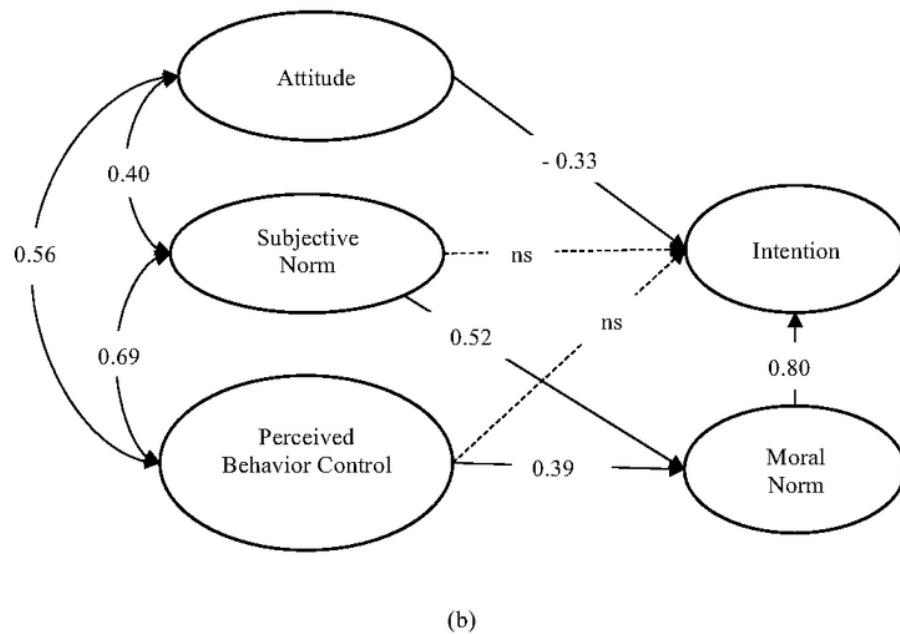 Attitude
- 0.33
0.40
Subjective
Norm
ns
Intention
0.56
ns
0.52
0.69
0.80
Perceived
Behavior Control
0.39
Moral
Norm
(b)